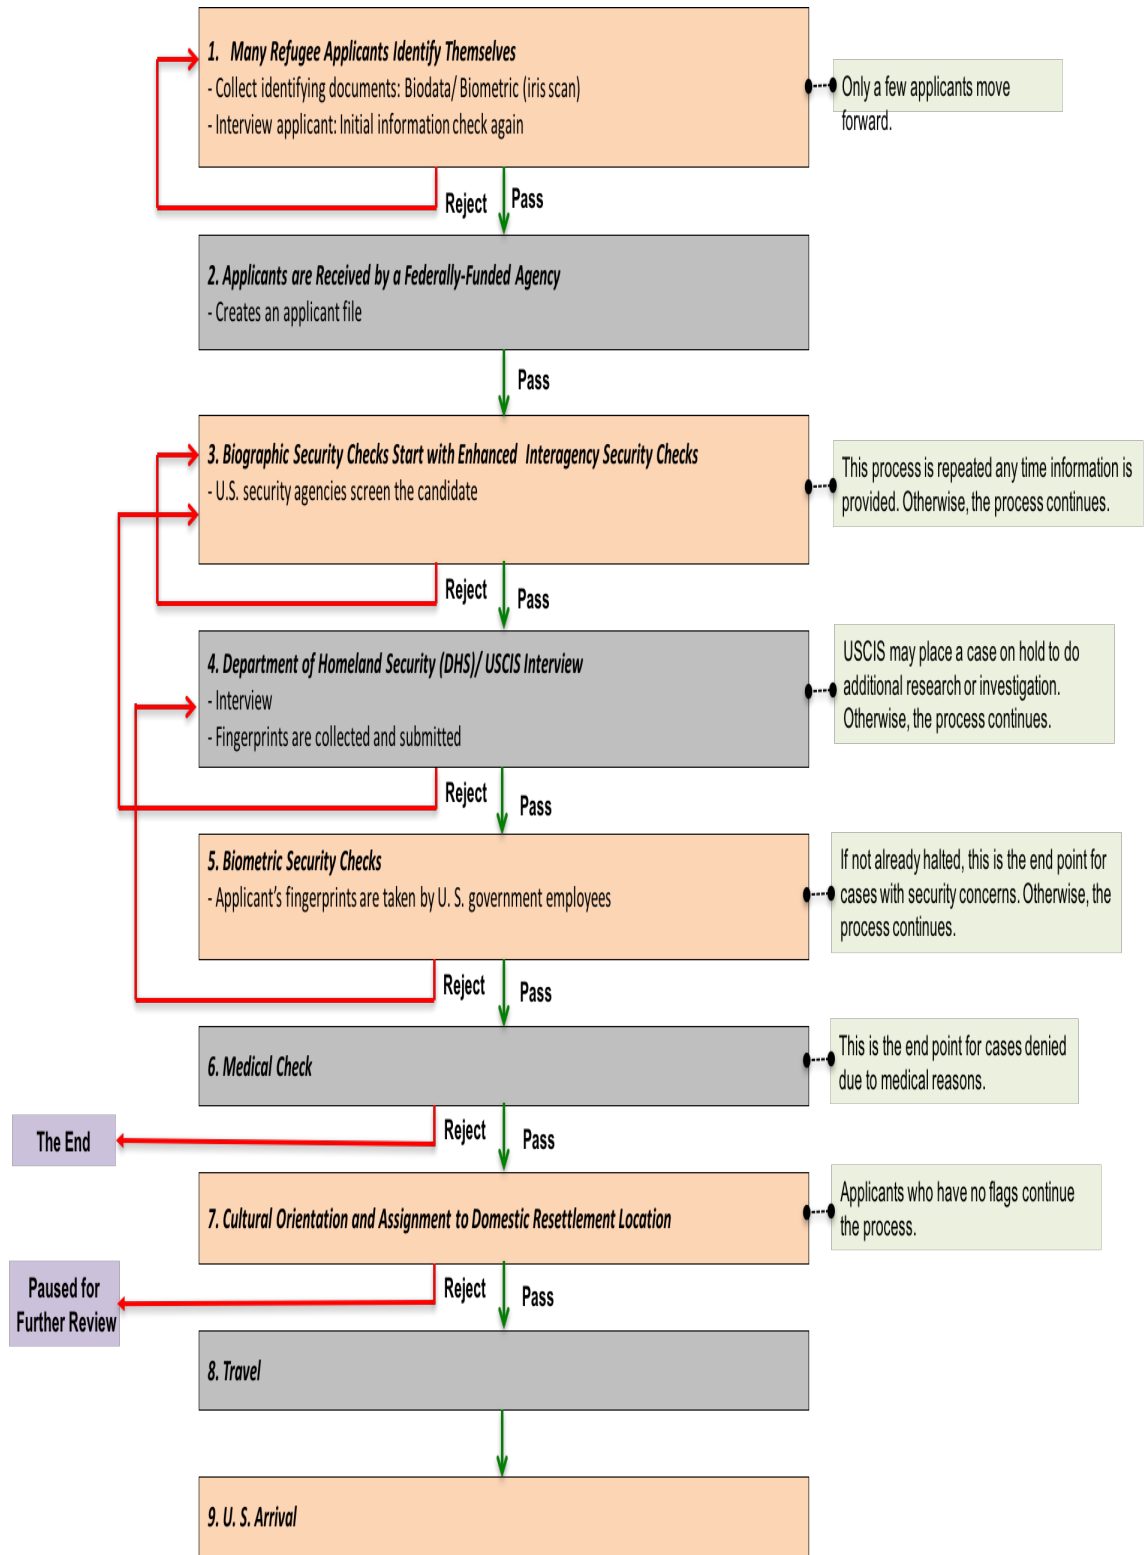 1. Many Refugee Applicants Identify Themselves
- Collect identifying documents: Biodata/ Biometric (iris scan)
- Interview applicant: Initial information check again
Only a few applicants move
forward.
Reject
Pass
2. Applicants are Received by a Federally-Funded Agency
- Creates an applicant file
Pass
3. Biographic Security Checks Start with Enhanced Interagency Security Checks
- U.S. security agencies screen the candidate
This process is repeated any time information is
provided. Otherwise, the process continues.
Reject
Pass
4. Department of Homeland Security (DHS)/ USCIS Interview
- Interview
- Fingerprints are collected and submitted
USCIS may place a case on hold to do
additional research or investigation.
Otherwise, the process continues.
Reject
Pass
5. Biometric Security Checks
- Applicant's fingerprints are taken by U. S. government employees
If not already halted, this is the end point for
cases with security concerns. Otherwise, the
process continues.
Reject
Pass
6. Medical Check
This is the end point for cases denied
due to medical reasons.
Reject
Pass
The End
7. Cultural Orientation and Assignment to Domestic Resettlement Location
Applicants who have no flags continue
the process.
Reject
Pass
Paused for
Further Review
8. Travel
9. U. S. Arrival